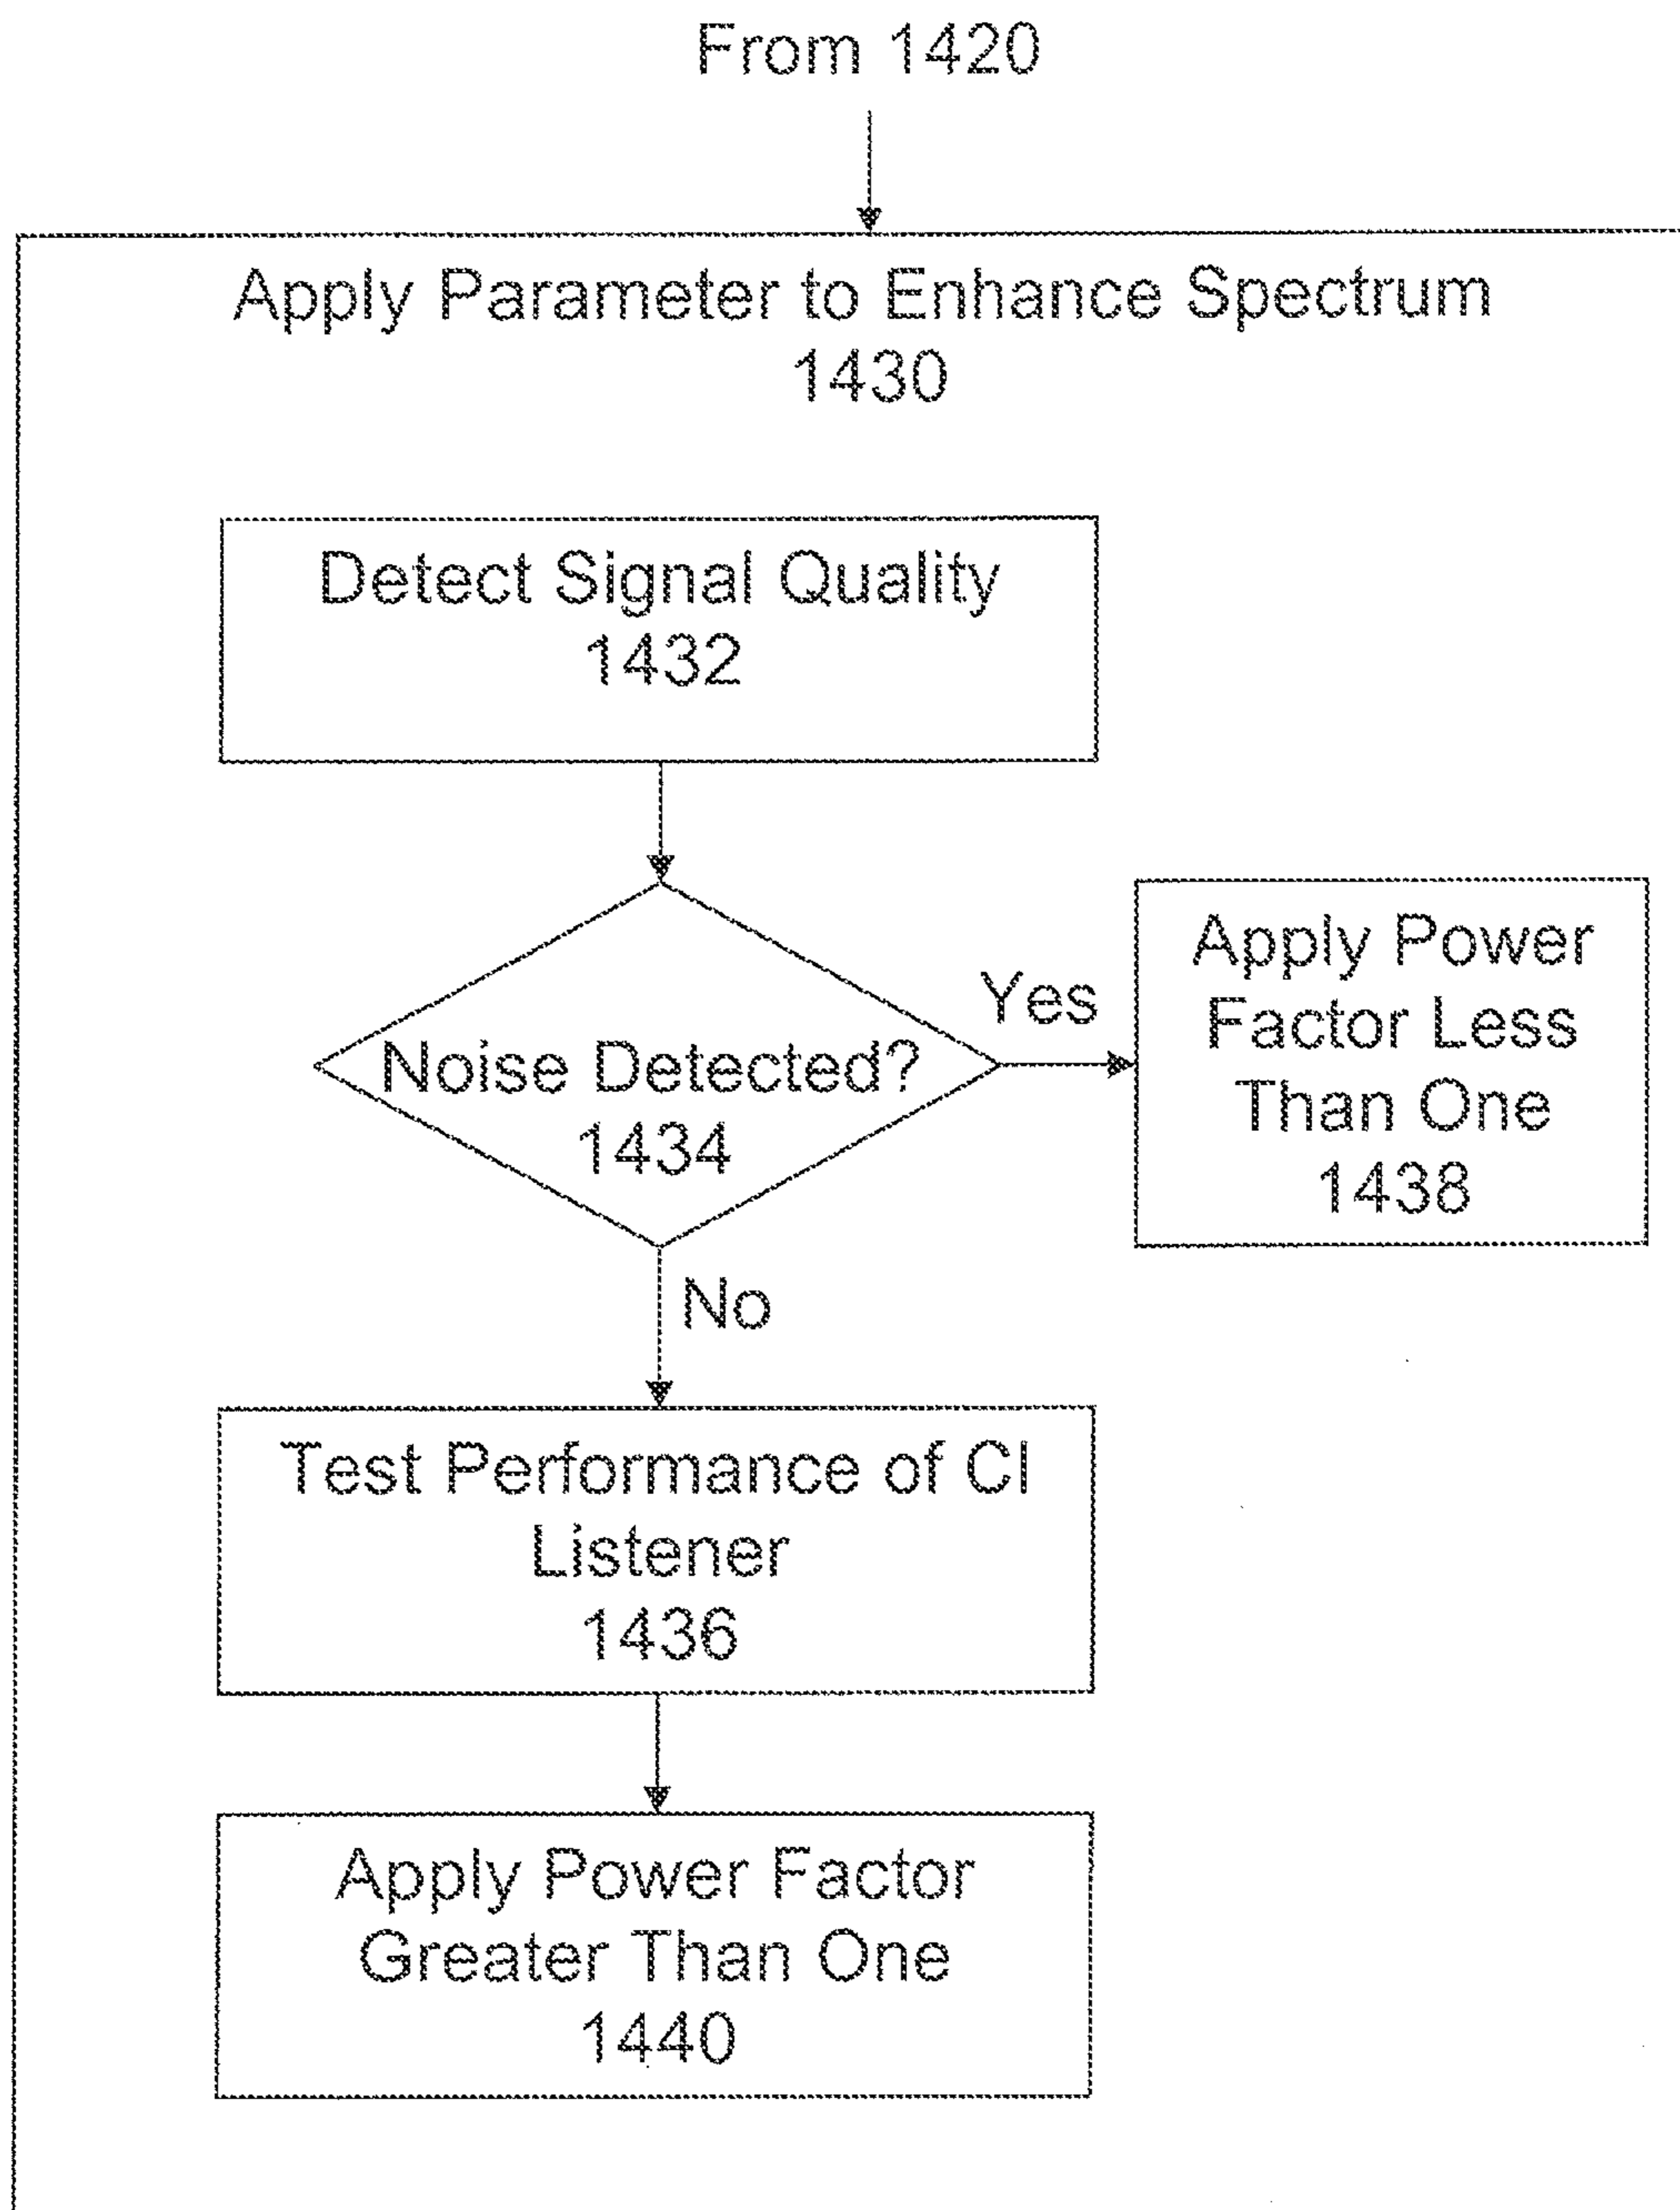 From 1420
Apply Parameter to Enhance Spectrum
1430
Detect Signal Quality
1432
Noise Detected?
1434
Yes
Apply Power
Factor Less
Than One
1438
No
Test Performance of CI
Listener
1436
Apply Power Factor
Greater Than One
1440